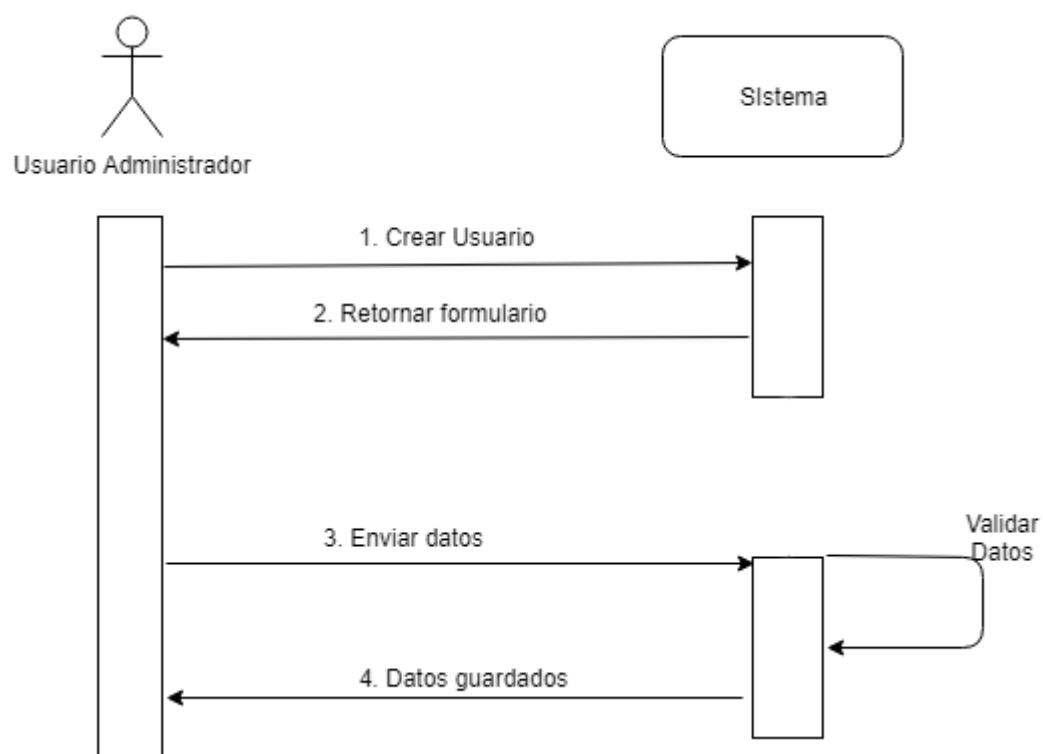 SIstema
Usuario Administrador
1. Crear Usuario
2. Retornar formulario
Validar
Datos
3. Enviar datos
4. Datos guardados